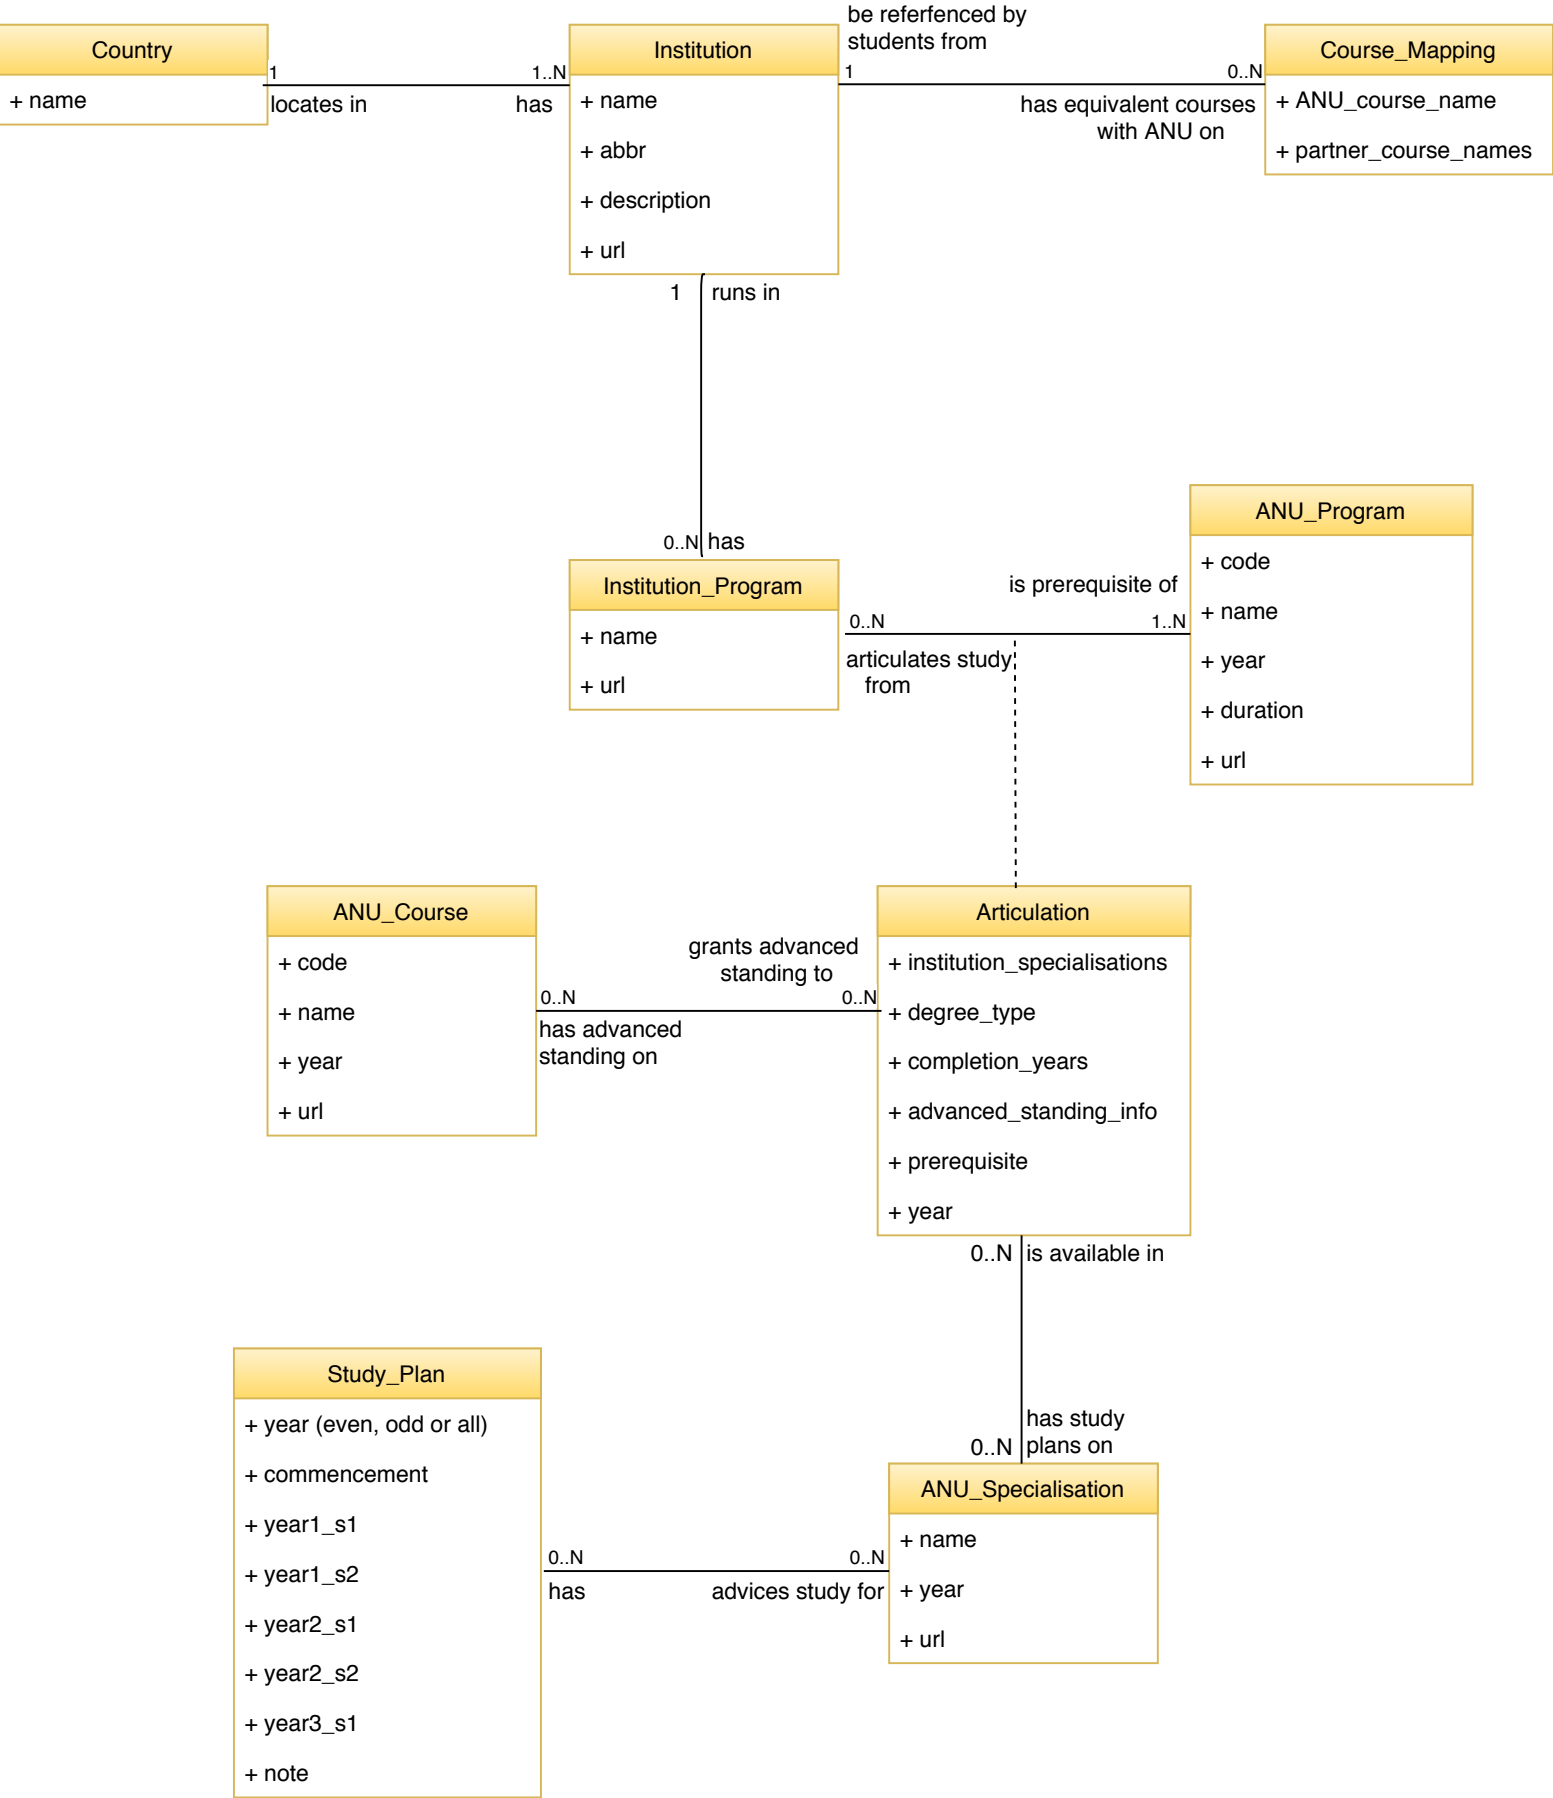 be referfenced by
students from
Country
Institution
Course_Mapping
1
1..N
1
0..N
+ name
locates in
has
+ name
has equivalent courses
with ANU on
+ ANU_course_name
+ abbr
+ partner_course_names
+ description
+ url
1
runs in
0..N
has
ANU_Program
Institution_Program
is prerequisite of
+ code
+ name
0..N
1..N
+ name
articulates study
from
+ year
+ url
+ duration
+ url
ANU_Course
Articulation
grants advanced
standing to
+ code
+ institution_specialisations
0..N
0..N
+ name
+ degree_type
has advanced
standing on
+ year
+ completion_years
+ url
+ advanced_standing_info
+ prerequisite
+ year
0..N
is available in
Study_Plan
has study
plans on
0..N
+ year (even, odd or all)
+ commencement
ANU_Specialisation
+ year1_s1
+ name
0..N
0..N
+ year1_s2
has
advices study for
+ year
+ year2_s1
+ url
+ year2_s2
+ year3_s1
+ note